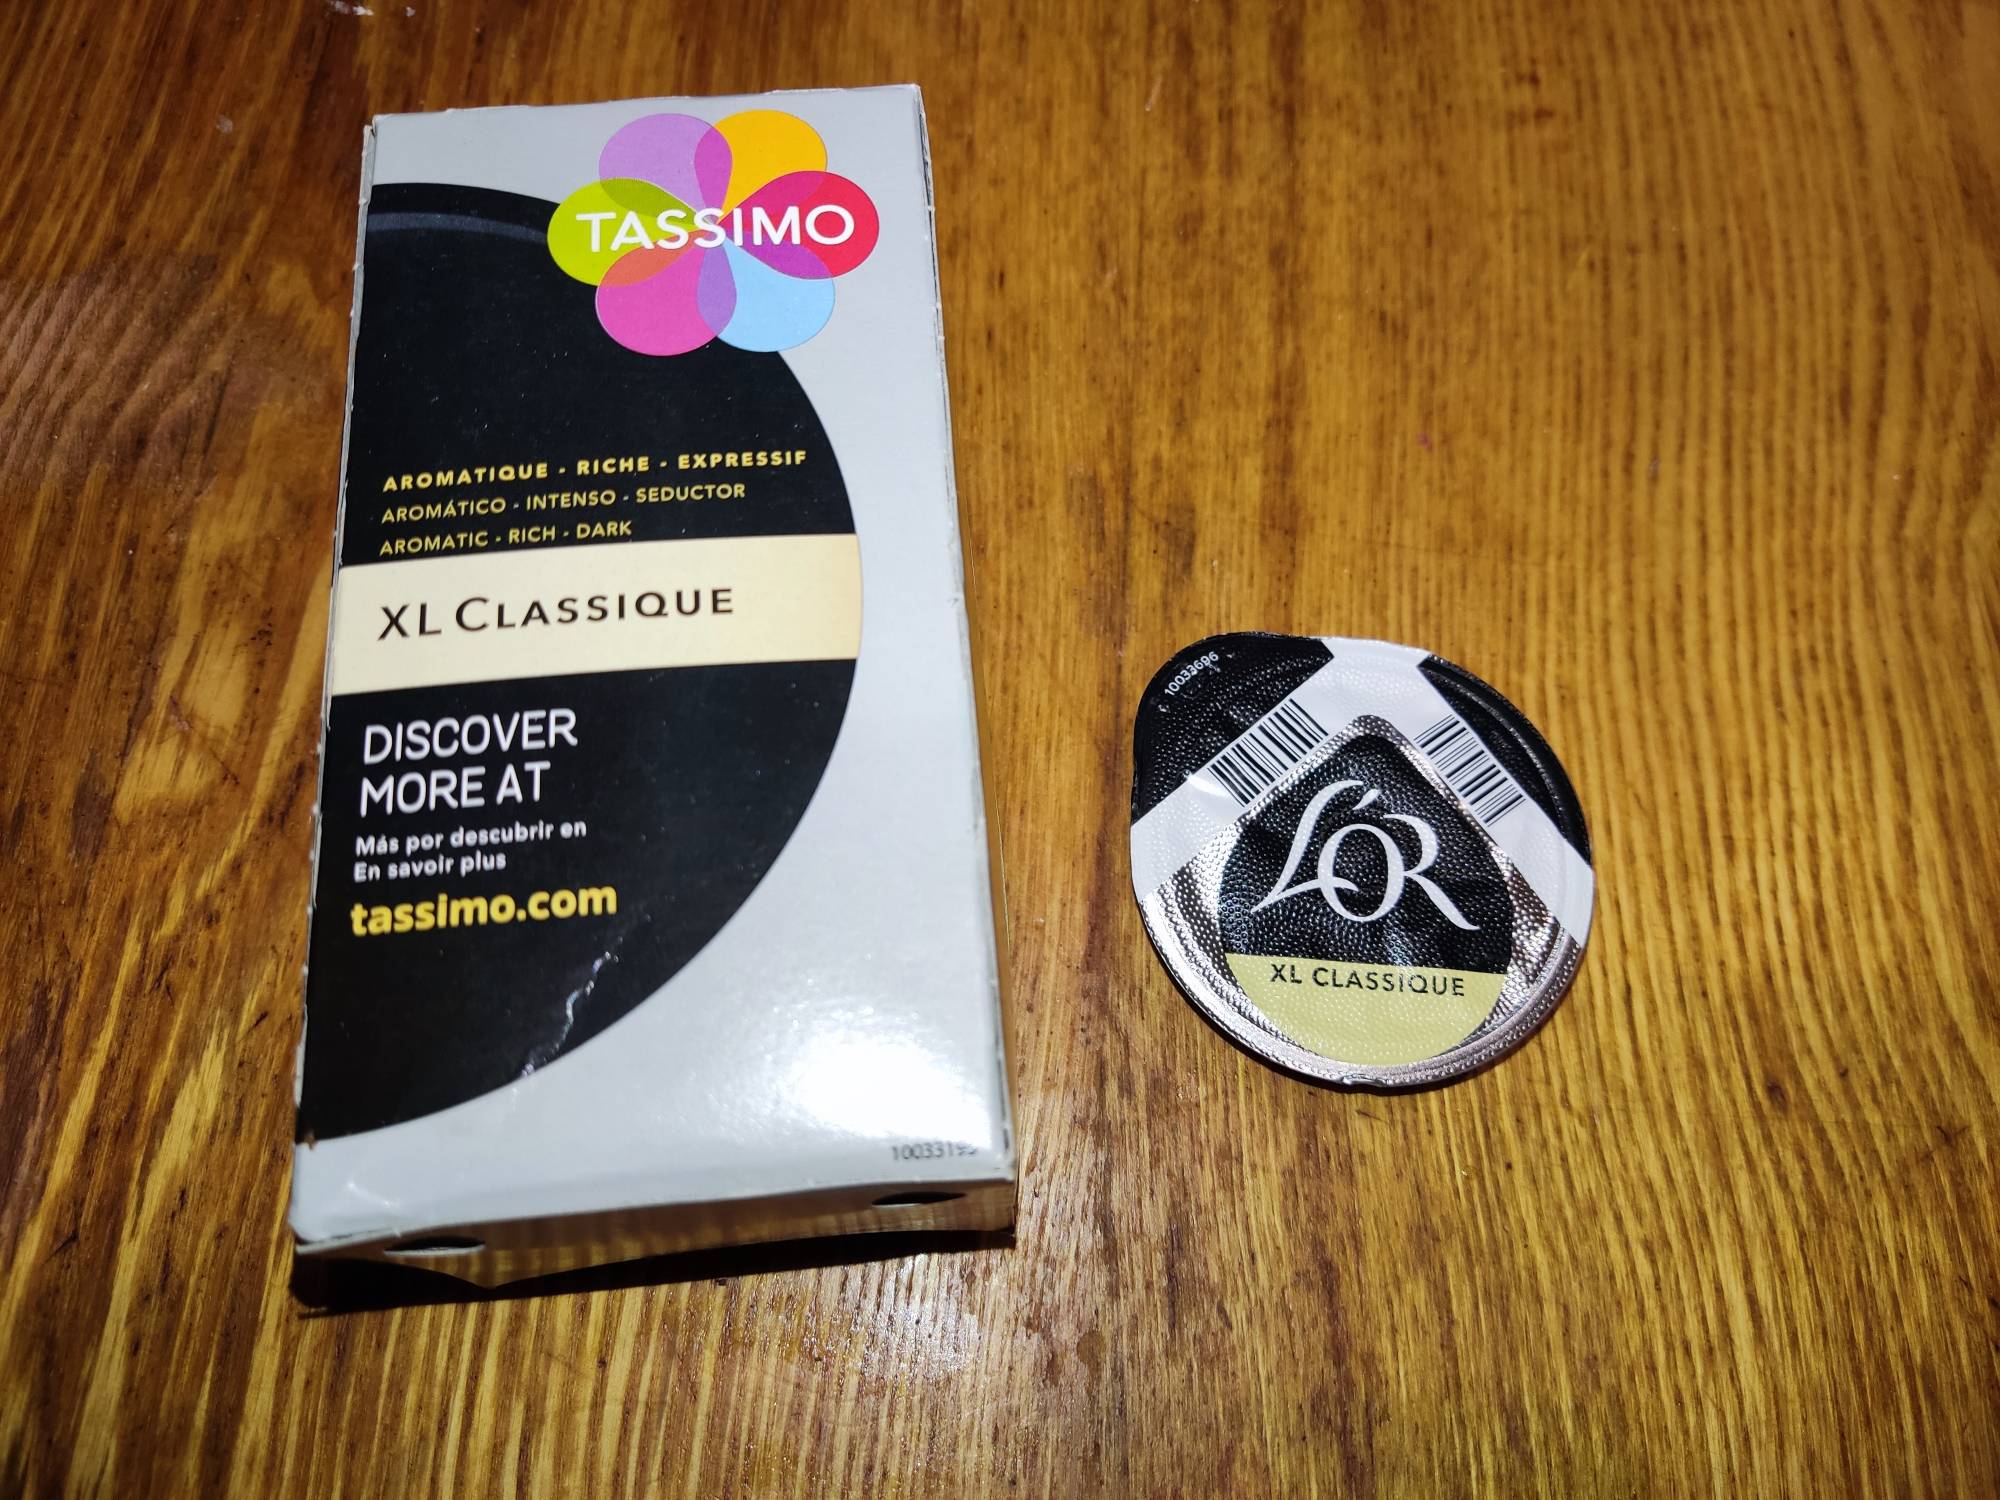 TASSIMO
AROMATIQUE - RICHE - EXPRESSIF
AROMÁTICO - INTENSO - SEDUCTOR
AROMATIC - RICH - DARK
XL CLASSIQUE
DISCOVER
MORE AT
Más por descubrir en
En savoir plus
tassimo.com
10033696
L'OR
XL CLASSIQUE